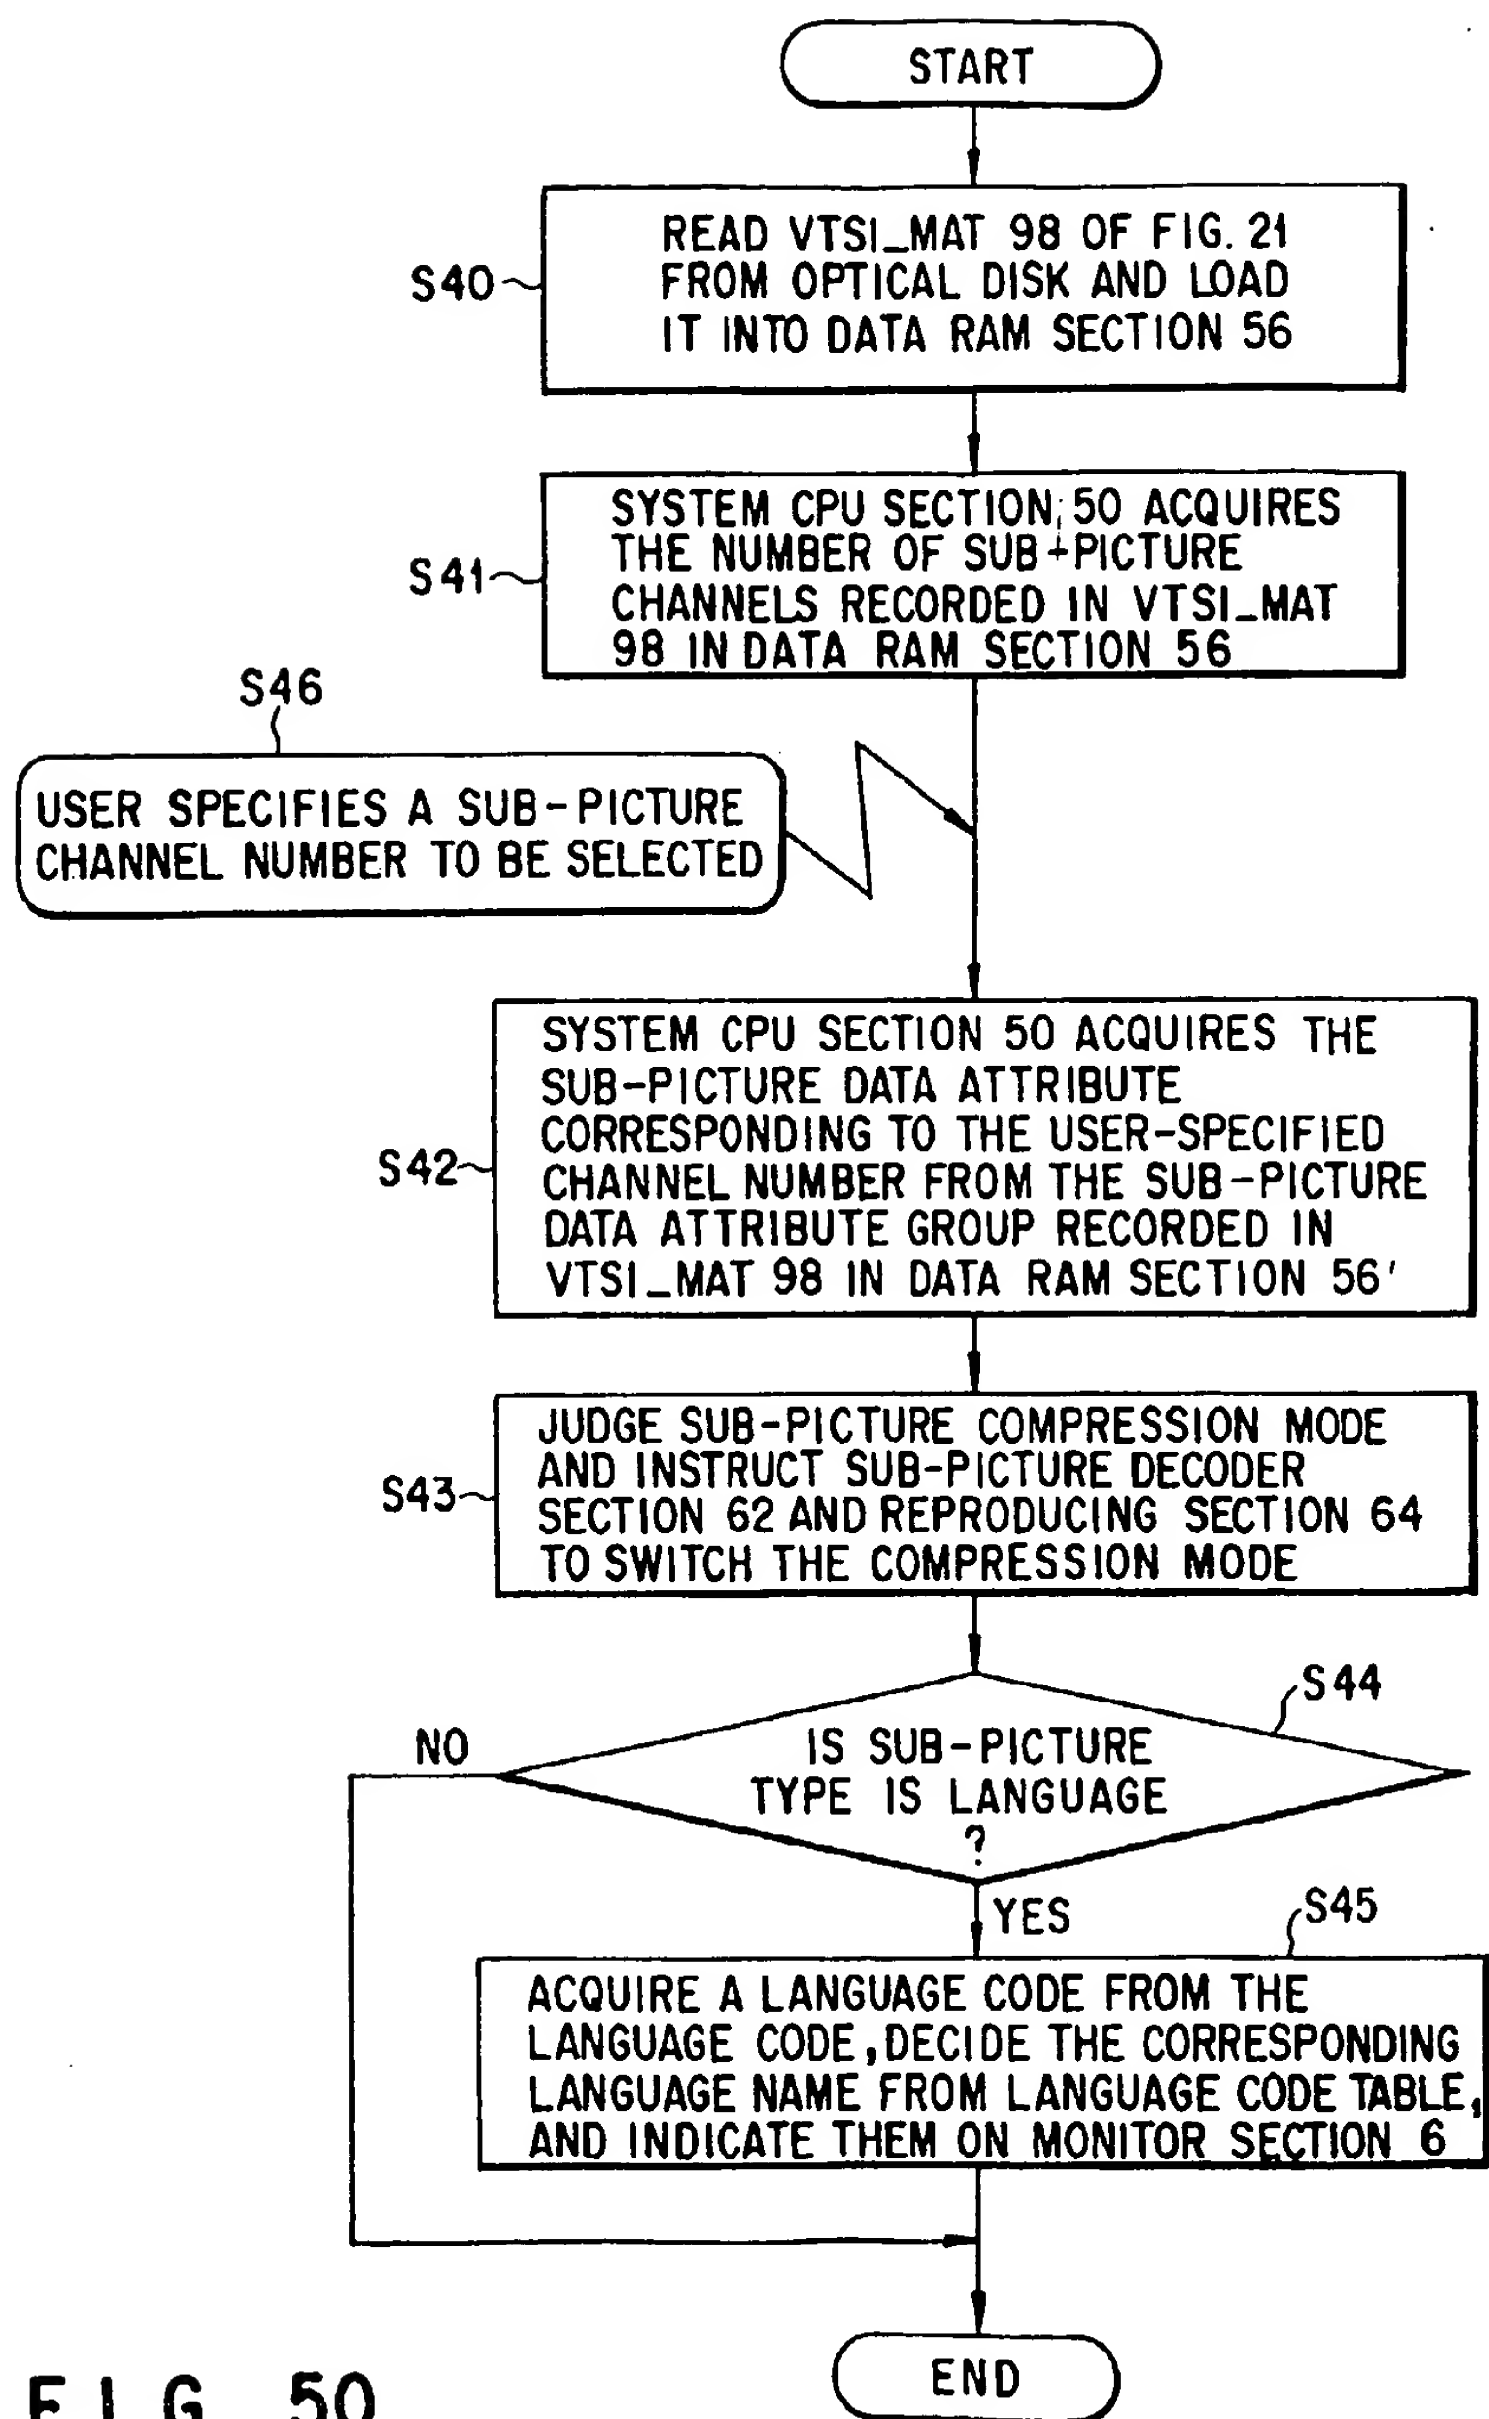 START
READ VTSI_MAT 98 OF FIG. 21
FROM OPTICAL DISK AND LOAD
IT INTO DATA RAM SECTION 56
S40
SYSTEM CPU SECTION 50 ACQUIRES
THE NUMBER OF SUB-PICTURE
CHANNELS RECORDED IN VTSI_MAT
98 IN DATA RAM SECTION 56
S41
S46
USER SPECIFIES A SUB-PICTURE
CHANNEL NUMBER TO BE SELECTED
SYSTEM CPU SECTION 50 ACQUIRES THE
SUB-PICTURE DATA ATTRIBUTE
CORRESPONDING TO THE USER-SPECIFIED
CHANNEL NUMBER FROM THE SUB-PICTURE
DATA ATTRIBUTE GROUP RECORDED IN
VTSI_MAT 98 IN DATA RAM SECTION 56'
S42
JUDGE SUB-PICTURE COMPRESSION MODE
AND INSTRUCT SUB-PICTURE DECODER
SECTION 62 AND REPRODUCING SECTION 64
TO SWITCH THE COMPRESSION MODE
S43
S44
NO
IS SUB-PICTURE
TYPE IS LANGUAGE
?
YES
S45
ACQUIRE A LANGUAGE CODE FROM THE
LANGUAGE CODE, DECIDE THE CORRESPONDING
LANGUAGE NAME FROM LANGUAGE CODE TABLE,
AND INDICATE THEM ON MONITOR SECTION 6
END
FIG. 50